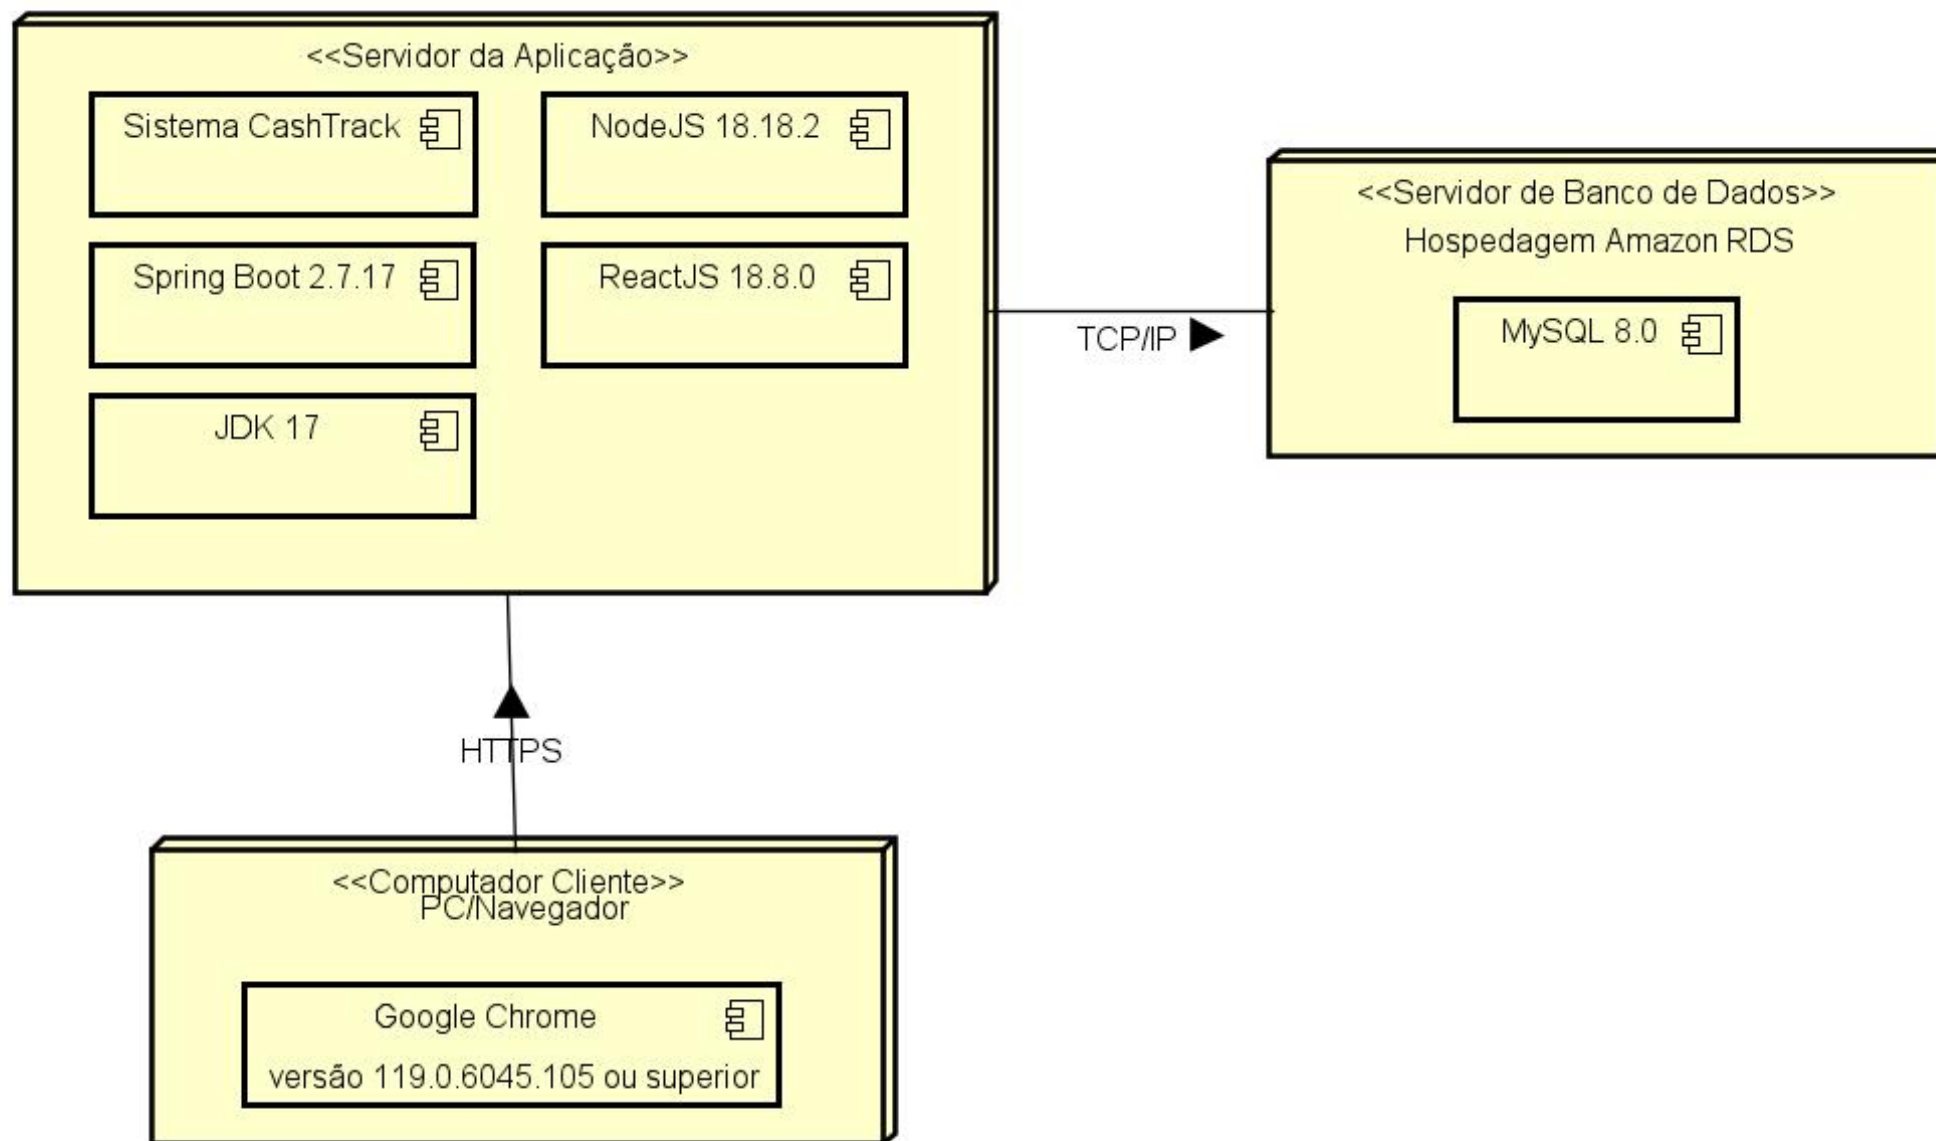 <<Servidor da Aplicação>>
Sistema CashTrack
NodeJS 18.18.2
Spring Boot 2.7.17
ReactJS 18.8.0
JDK 17
TCP/IP
<<Servidor de Banco de Dados>>
Hospedagem Amazon RDS
MySQL 8.0
HTTPS
<<Computador Cliente>>
PC/Navegador
Google Chrome
versão 119.0.6045.105 ou superior